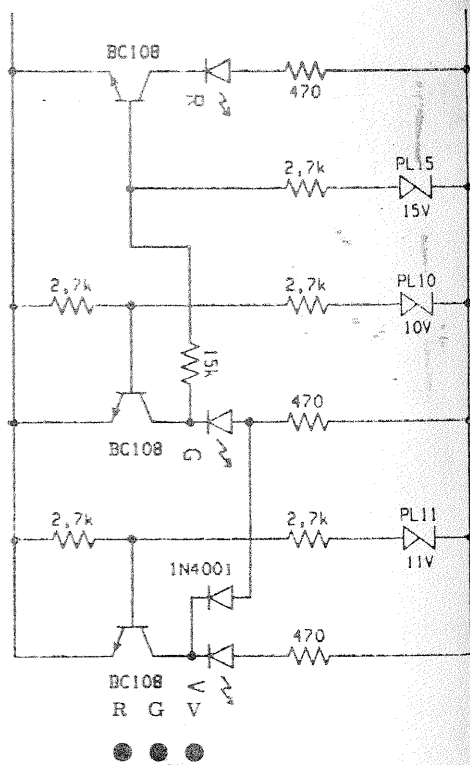 BC108
R
470
2,7k
PL15
15V
2,7k
2,7k
PL10
10V
15k
470
BC108
G
2,7k
2,7k
PL11
11V
1N4001
470
BC108
V
R G V